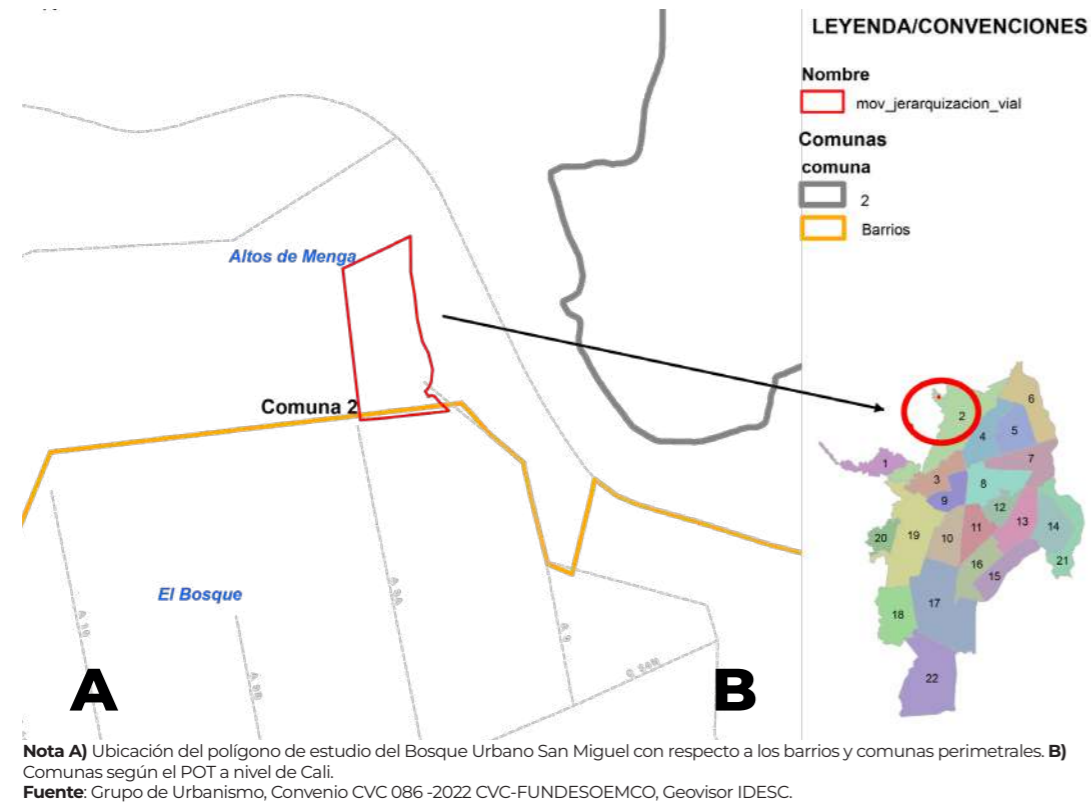 LEYENDA/CONVENCIONES
Nombre
mov_jerarquizacion_vial
Comunas
comuna
2
Barrios
Altos de Menga
Comuna 2
El Bosque
A
B
1
2
3
4
5
6
7
8
9
10
11
12
13
14
15
16
17
18
19
20
21
22
Nota A) Ubicación del polígono de estudio del Bosque Urbano San Miguel con respecto a los barrios y comunas perimetrales. B)
Comunas según el POT a nivel de Cali.
Fuente: Grupo de Urbanismo, Convenio CVC 086 -2022 CVC-FUNDESOEMCO, Geovisor IDESC.